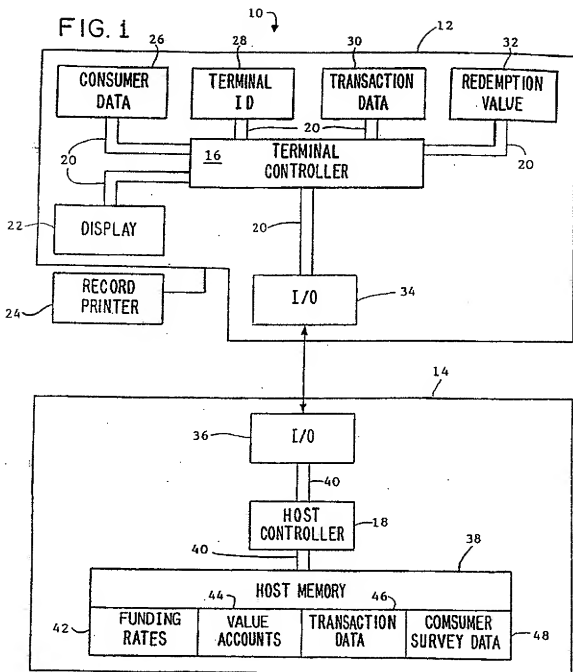 FIG. 1
10
12
26
28
30
32
CONSUMER
DATA
TERMINAL
ID
TRANSACTION
DATA
REDEMPTION
VALUE
20
20
20
16
TERMINAL
CONTROLLER
20
22
DISPLAY
24
RECORD
PRINTER
I/O
34
14
36
I/O
40
HOST
CONTROLLER
18
40
38
HOST MEMORY
44
46
42
FUNDING
RATES
VALUE
ACCOUNTS
TRANSACTION
DATA
COMSUMER
SURVEY DATA
48